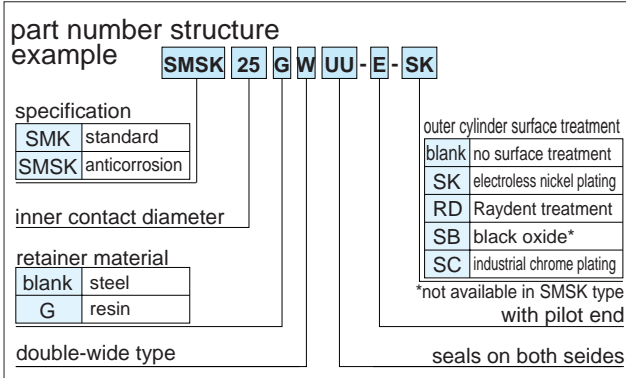 part number structure
example
SMSK 25 G W UU - E - SK
specification
SMK standard
SMSK anticorrosion
inner contact diameter
retainer material
blank steel
G resin
double-wide type
outer cylinder surface treatment
blank no surface treatment
SK electroless nickel plating
RD Raydent treatment
SB black oxide*
SC industrial chrome plating
*not available in SMSK type
with pilot end
seals on both seides